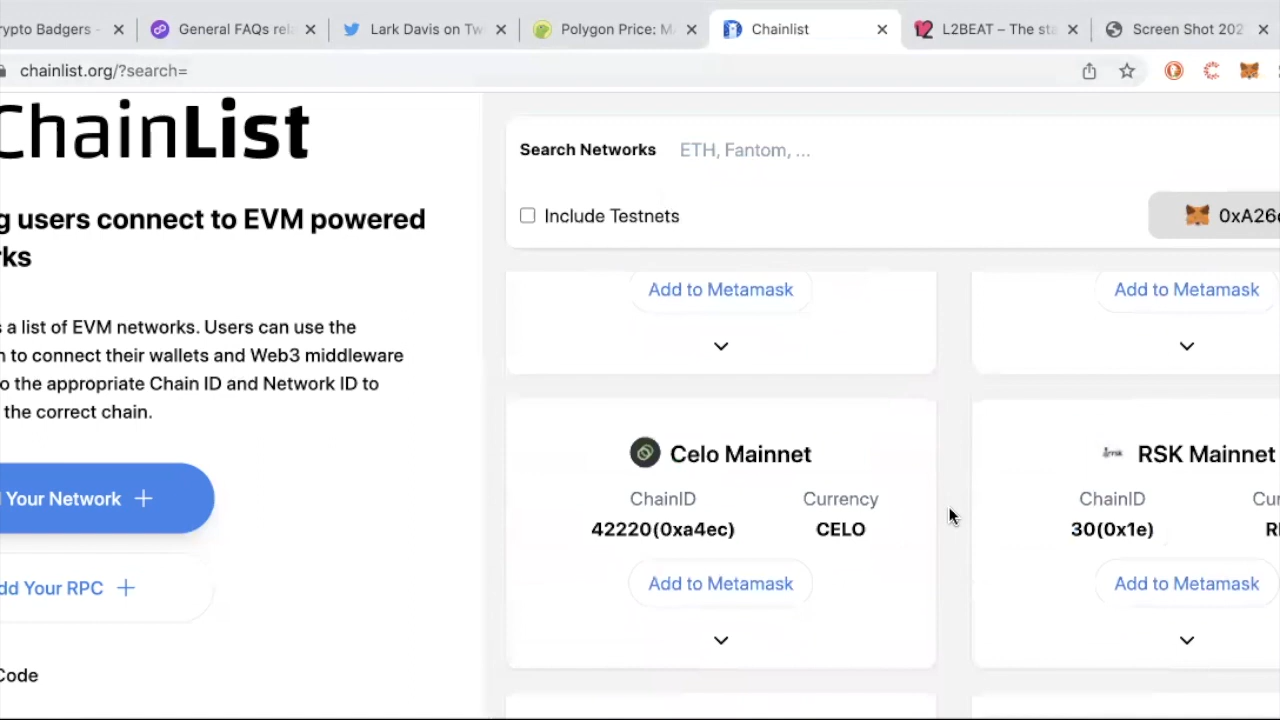 rypto Badgers -
General FAQs rel
Lark Davis on Tw
Polygon Price: M
Chainlist
L2BEAT – The sta
Screen Shot 202
chainlist.org/?search=
ChainList
g users connect to EVM powered
rks
s a list of EVM networks. Users can use the
n to connect their wallets and Web3 middleware
o the appropriate Chain ID and Network ID to
the correct chain.
d Your Network
dd Your RPC
Code
Search Networks
ETH, Fantom, ...
Include Testnets
0xA26
Add to Metamask
Add to Metamask
Celo Mainnet
ChainID
Currency
42220(0xa4ec)
CELO
Add to Metamask
RSK Mainnet
ChainID
Cur
30(0x1e)
R
Add to Metamask